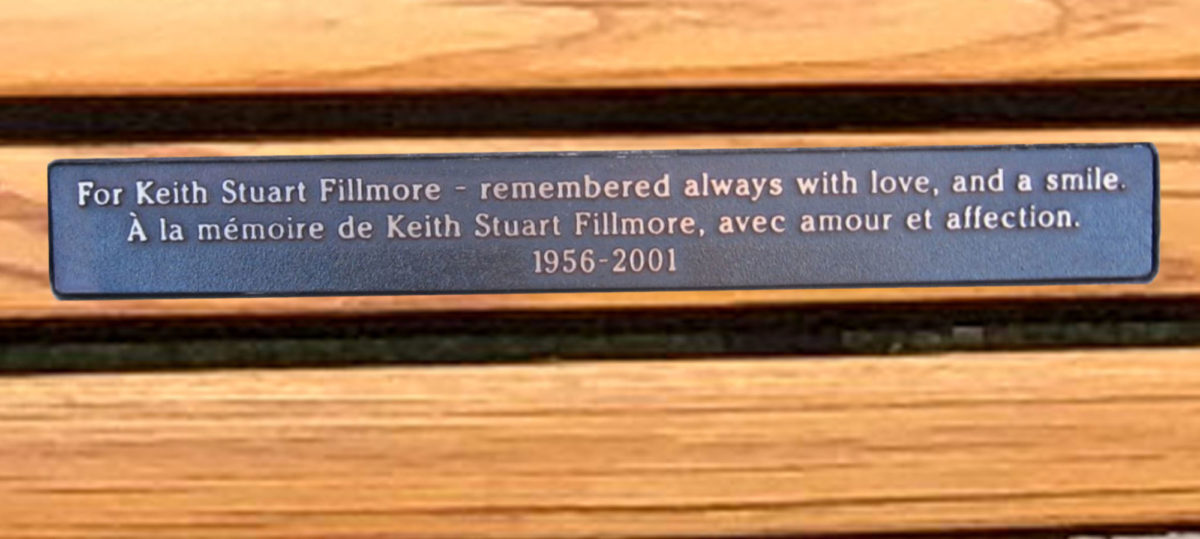 For Keith Stuart Fillmore - remembered always with love, and a smile.
À la mémoire de Keith Stuart Fillmore, avec amour et affection.
1956-2001